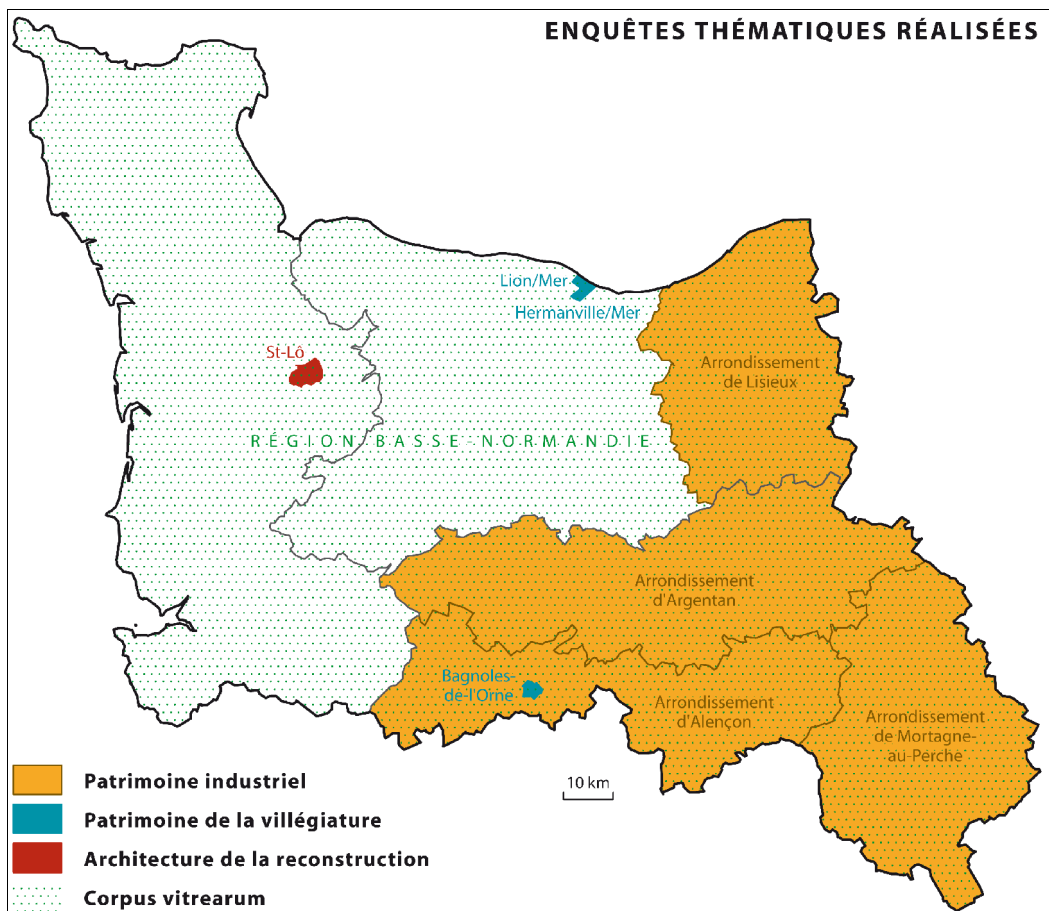 ENQUÊTES THÉMATIQUES RÉALISÉES
Lion/Mer
Hermanville/Mer
St-Lô
Arrondissement
de Lisieux
RÉGION BASSE-NORMANDIE
Arrondissement
d'Argentan
Bagnoles-
de-l'Orne
Arrondissement
d'Alençon
Arrondissement
de Mortagne-
au-Perche
10 km
Patrimoine industriel
Patrimoine de la villégiature
Architecture de la reconstruction
Corpus vitrearum